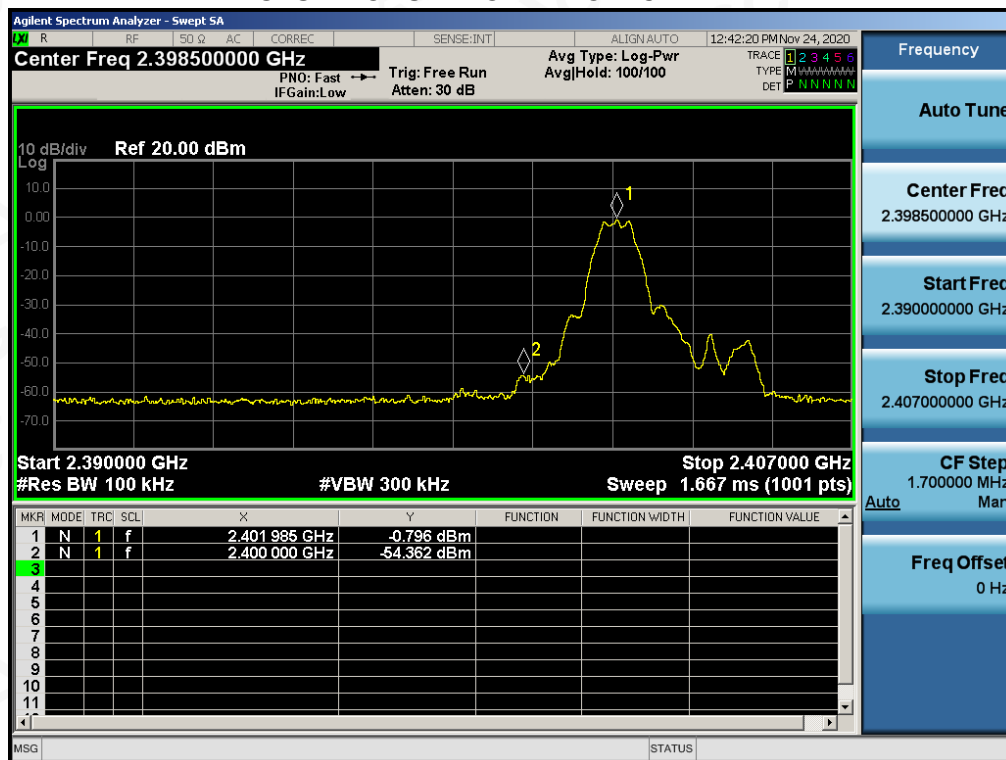 Agilent Spectrum Analyzer - Swept SA
LXI R RF 50 Ω AC CORREC SENSE:INT ALIGN AUTO 12:42:20 PM Nov 24, 2020
Center Freq 2.398500000 GHz
PNO: Fast
IFGain:Low
Trig: Free Run
Atten: 30 dB
Avg Type: Log-Pwr
Avg|Hold: 100/100
TRACE 1 2 3 4 5 6
TYPE M
DET P N N N N N
10 dB/div Ref 20.00 dBm
Log
10.0
0.00
-10.0
-20.0
-30.0
-40.0
-50.0
-60.0
-70.0
1
2
Start 2.390000 GHz Stop 2.407000 GHz
#Res BW 100 kHz #VBW 300 kHz Sweep 1.667 ms (1001 pts)
MKR MODE TRC SCL X Y FUNCTION FUNCTION WIDTH FUNCTION VALUE
1 N 1 f 2.401 985 GHz -0.796 dBm
2 N 1 f 2.400 000 GHz -54.362 dBm
3
4
5
6
7
8
9
10
11
MSG STATUS
Frequency
Auto Tune
Center Freq
2.398500000 GHz
Start Freq
2.390000000 GHz
Stop Freq
2.407000000 GHz
CF Step
1.700000 MHz
Auto Man
Freq Offset
0 Hz